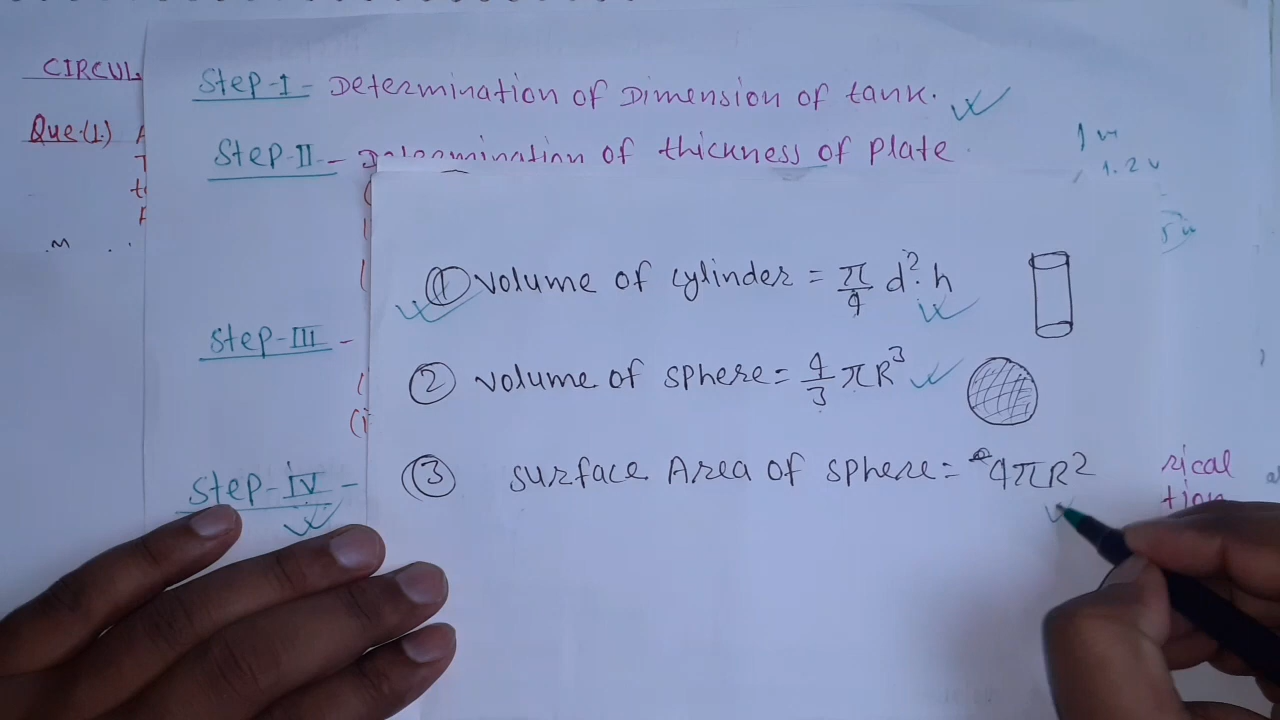 CIRCUL
Step-I - Determination of Dimension of tank.
Que.(1) A
Step-II - Determination of thickness of plate
1.2
① volume of cylinder = π/4 d². h
Step-III -
② volume of sphere = 4/3 πR³
③ surface Area of sphere = 4πR²
rical
Step-IV -
tion